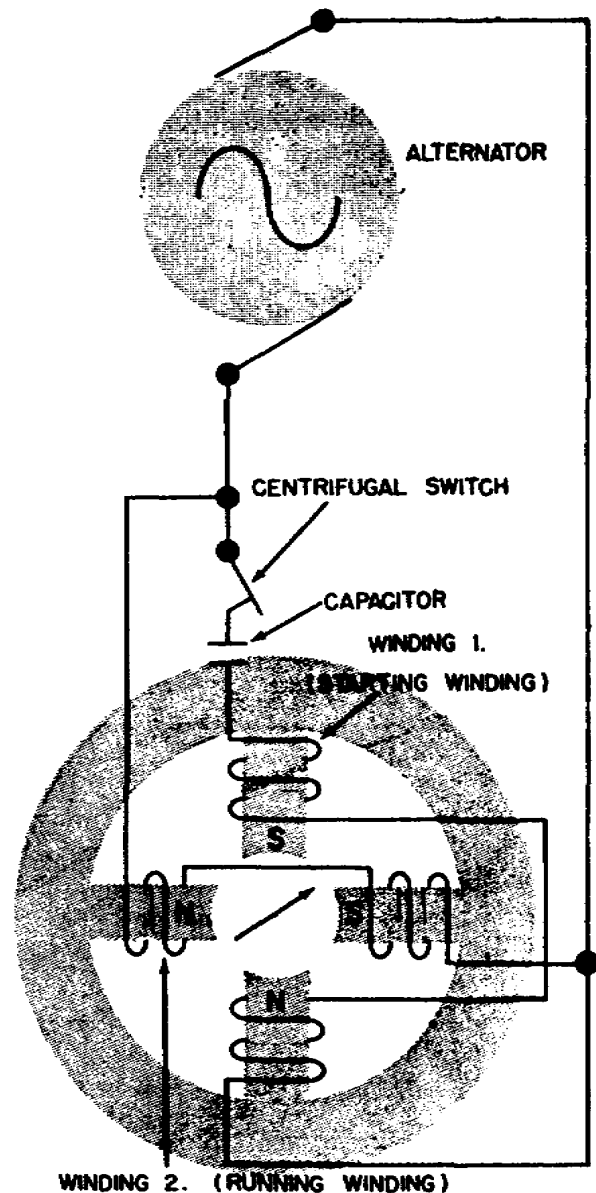 ALTERNATOR
CENTRIFUGAL SWITCH
CAPACITOR
WINDING 1.
(STARTING WINDING)
S
N
S
N
WINDING 2. (RUNNING WINDING)